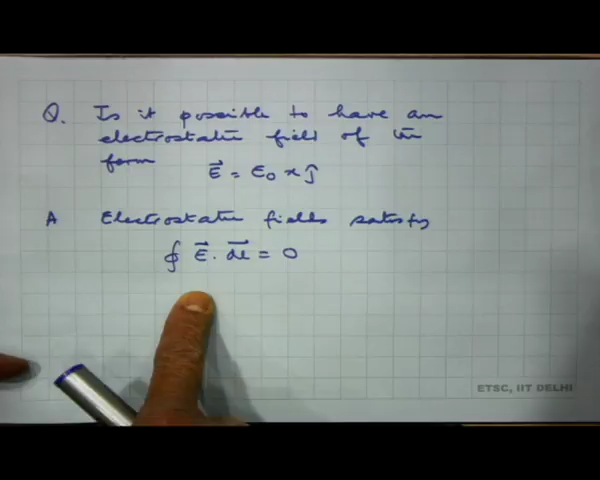 Q. Is it possible to have an
electrostatic field of the
form
E⃗ = E₀ x ĵ
A Electrostatic fields satisfy
∮ E⃗ . d⃗l = 0
ETSC, IIT DELHI